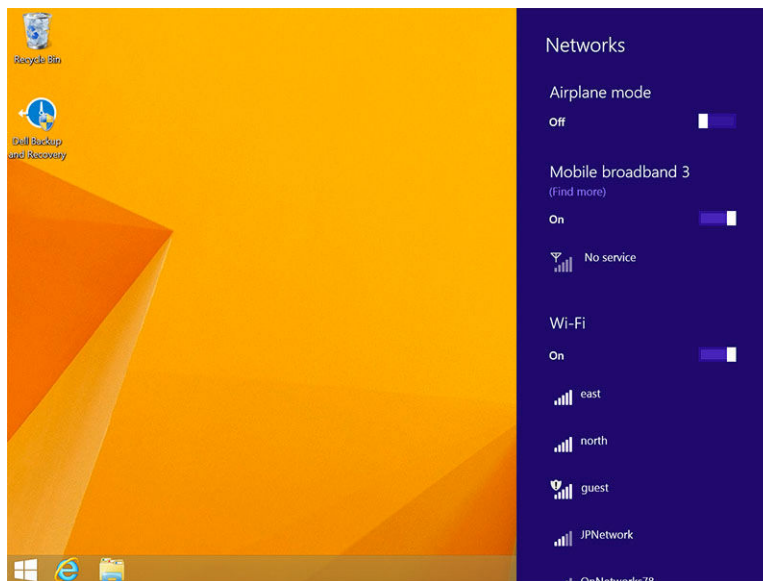 Recycle Bin
Dell Backup
and Recovery
Networks
Airplane mode
Off
Mobile broadband 3
(Find more)
On
No service
Wi-Fi
On
east
north
guest
JPNetwork
OnNetworks78